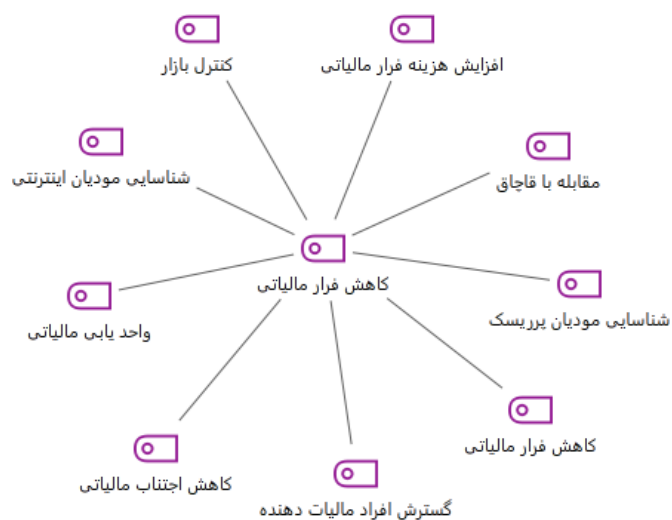 افزایش هزینه فرار مالیاتی
کنترل بازار
شناسایی مودیان اینترنتی
مقابله با قاچاق
کاهش فرار مالیاتی
شناسایی مودیان پرریسک
واحد یابی مالیاتی
کاهش فرار مالیاتی
کاهش اجتناب مالیاتی
گسترش افراد مالیات دهنده